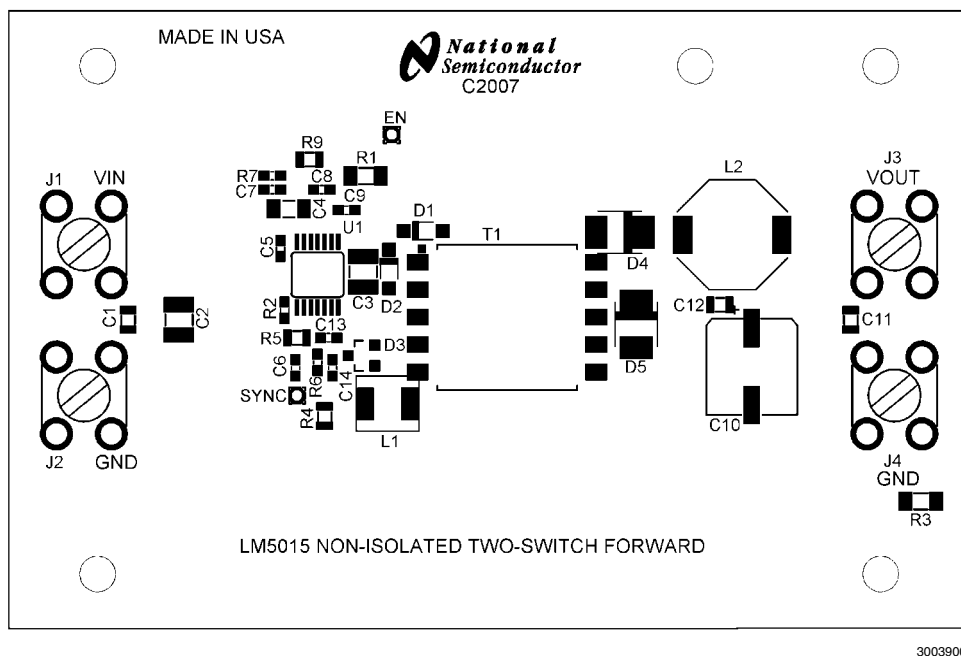 MADE IN USA
National
Semiconductor
C2007
EN
R9
R1
R7
C8
C7
C4
C9
U1
J1
VIN
L2
J3
VOUT
D1
T1
C5
D4
C3
D2
R2
C12
+
C1
C2
C13
R5
D3
D5
C11
C6
R6
C14
SYNC
R4
L1
C10
J2
GND
J4
GND
R3
LM5015 NON-ISOLATED TWO-SWITCH FORWARD